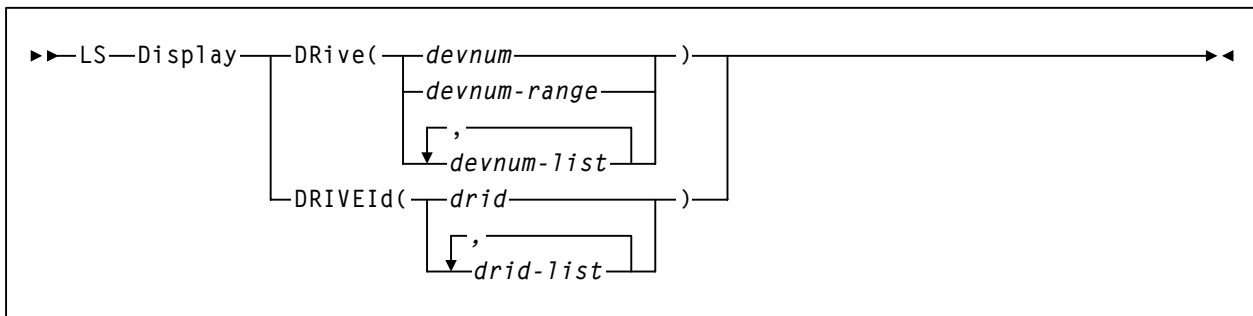 LS Display DRive( devnum )
devnum-range
,
devnum-list
DRIVEId( drid )
,
drid-list